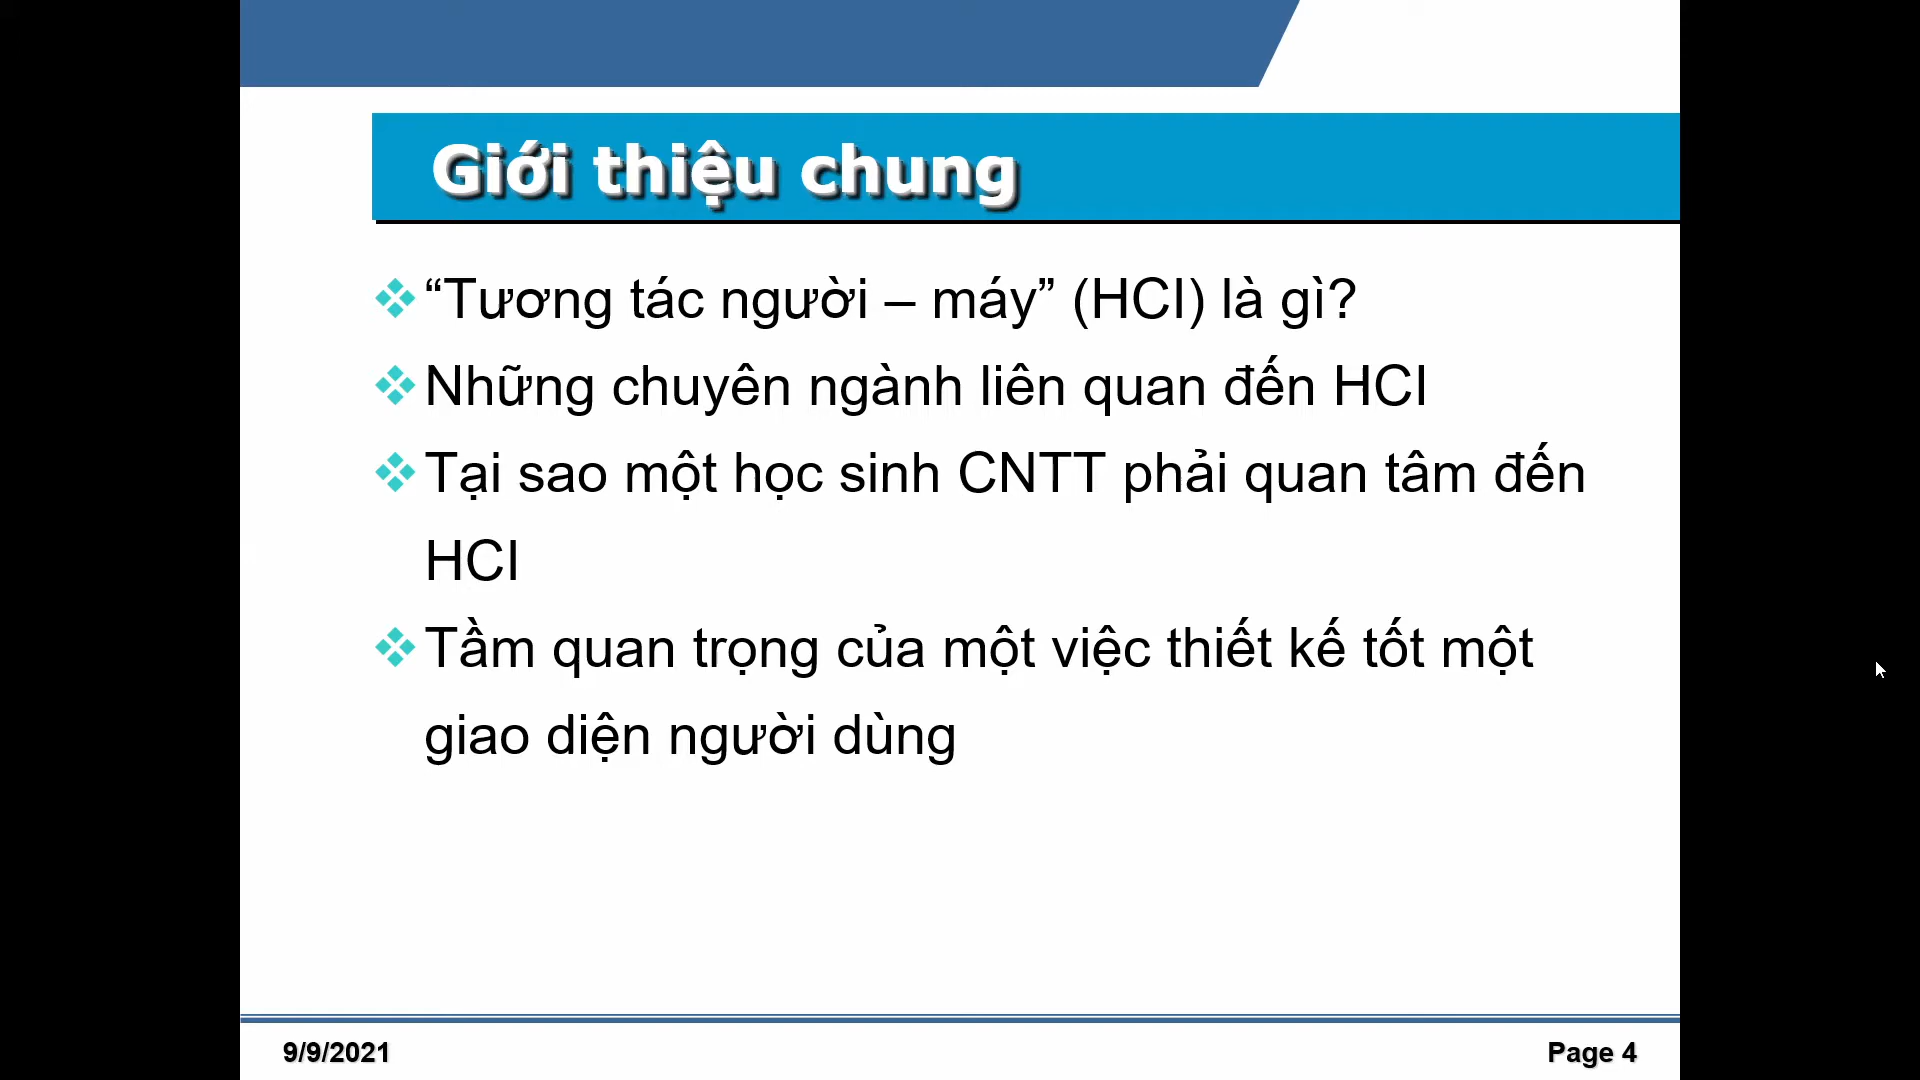 Giới thiệu chung
“Tương tác người – máy” (HCI) là gì?
Những chuyên ngành liên quan đến HCI
Tại sao một học sinh CNTT phải quan tâm đến
HCI
Tầm quan trọng của một việc thiết kế tốt một
giao diện người dùng
9/9/2021
Page 4